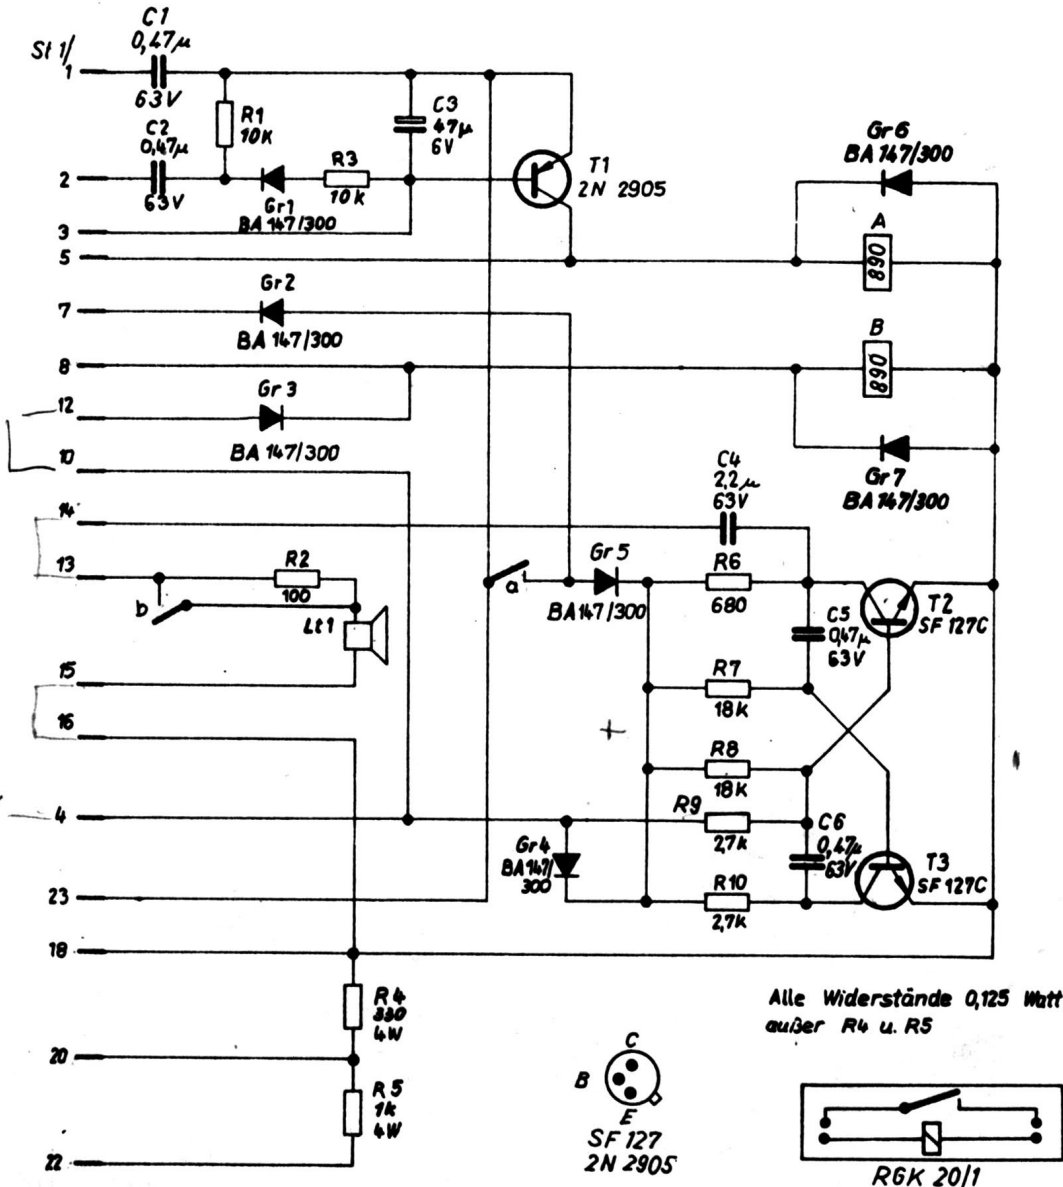 C1
0,47µ
63V
St 1/
1
C2
0,47µ
63V
2
R1
10k
Gr1
BA 147/300
R3
10k
C3
47µ
6V
T1
2N 2905
3
5
Gr6
BA 147/300
A
890
7
Gr2
BA 147/300
8
B
890
12
Gr 3
BA 147/300
10
Gr7
BA 147/300
14
C4
2,2µ
63V
13
R2
100
b
Lt1
a
Gr 5
BA 147/300
R6
680
C5
0,47µ
63V
T2
SF 127C
15
R7
18k
16
R8
18k
4
R9
2,7k
Gr4
BA 147/
300
C6
0,47µ
63V
T3
SF 127C
R10
2,7k
23
18
R4
330
4W
20
R5
1k
4W
22
Alle Widerstände 0,125 Watt
außer R4 u. R5
C
B
E
SF 127
2N 2905
RGK 20/1